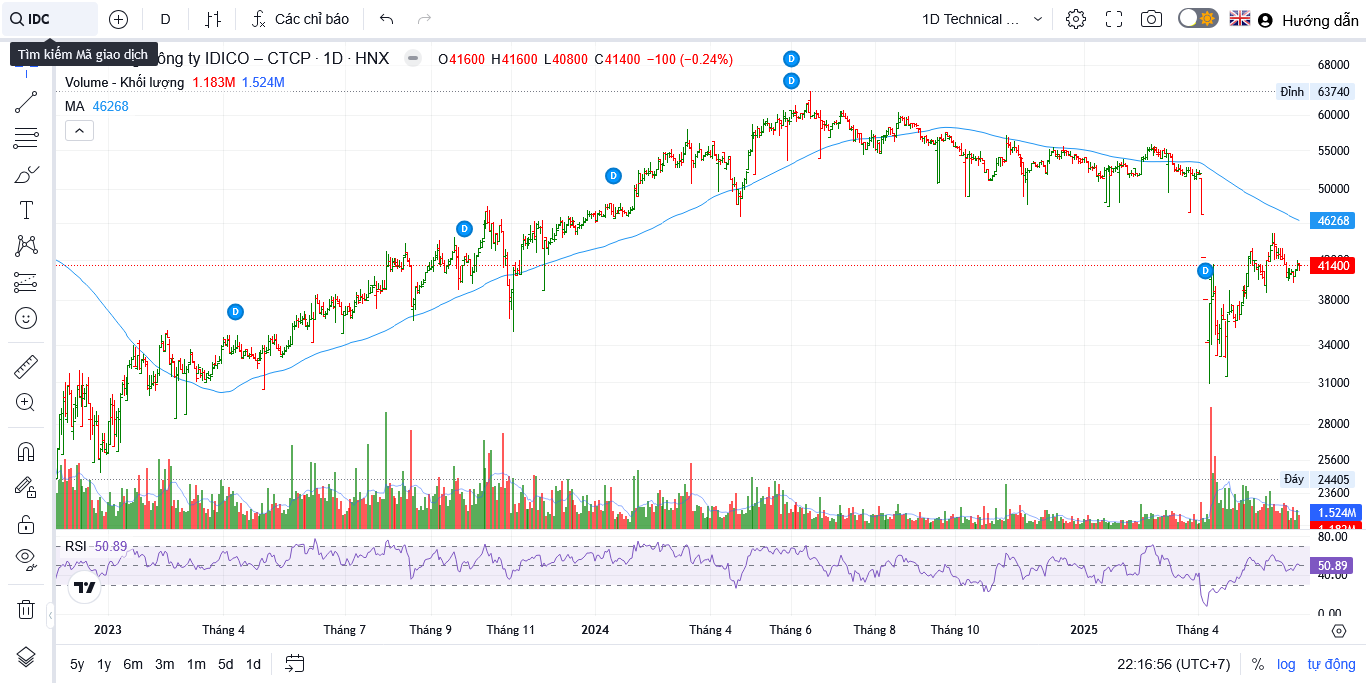 IDC D Các chỉ báo 1D Technical ... Hướng dẫn
Tìm kiếm Mã giao dịch
ông ty IDICO – CTCP · 1D · HNX O41600 H41600 L40800 C41400 −100 (−0.24%)
Volume - Khối lượng 1.183M 1.524M
MA 46268
D
D
D
D
D
D
68000
Đỉnh 63740
60000
55000
50000
46268
41400
38000
34000
31000
28000
25600
Đáy 24405
23600
1.524M
1.183M
80.00
RSI 50.89
50.89
40.00
0.00
2023 Tháng 4 Tháng 7 Tháng 9 Tháng 11 2024 Tháng 4 Tháng 6 Tháng 8 Tháng 10 2025 Tháng 4
5y 1y 6m 3m 1m 5d 1d 22:16:56 (UTC+7) % log tự động